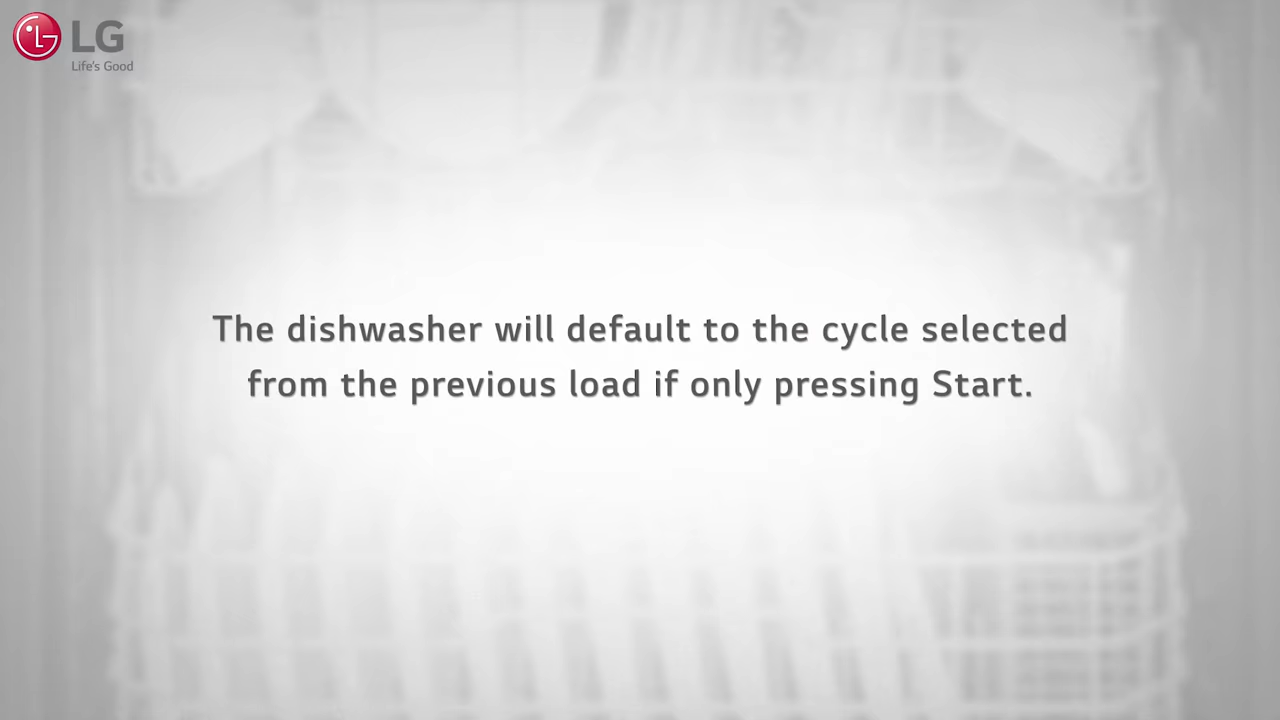 LG
Life's Good
The dishwasher will default to the cycle selected
from the previous load if only pressing Start.